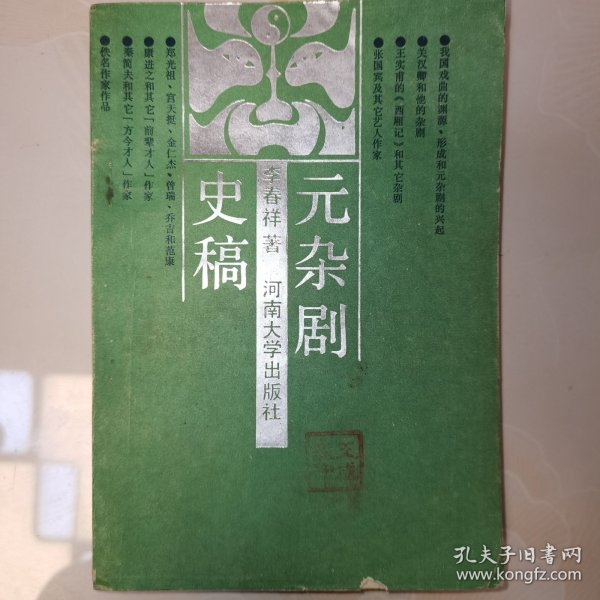 ●我国戏曲的渊源、形成和元杂剧的兴起
●关汉卿和他的杂剧
●王实甫的《西厢记》和其它杂剧
●张国宾及其它艺人作家
元杂剧
史稿
李春祥著 河南大学出版社
●郑光祖、宫天挺、金仁杰、曾瑞、乔吉和范康
●康进之和其它「前辈才人」作家
●秦简夫和其它「方今才人」作家
●佚名作家作品
孔夫子旧书网
www.kongfz.com